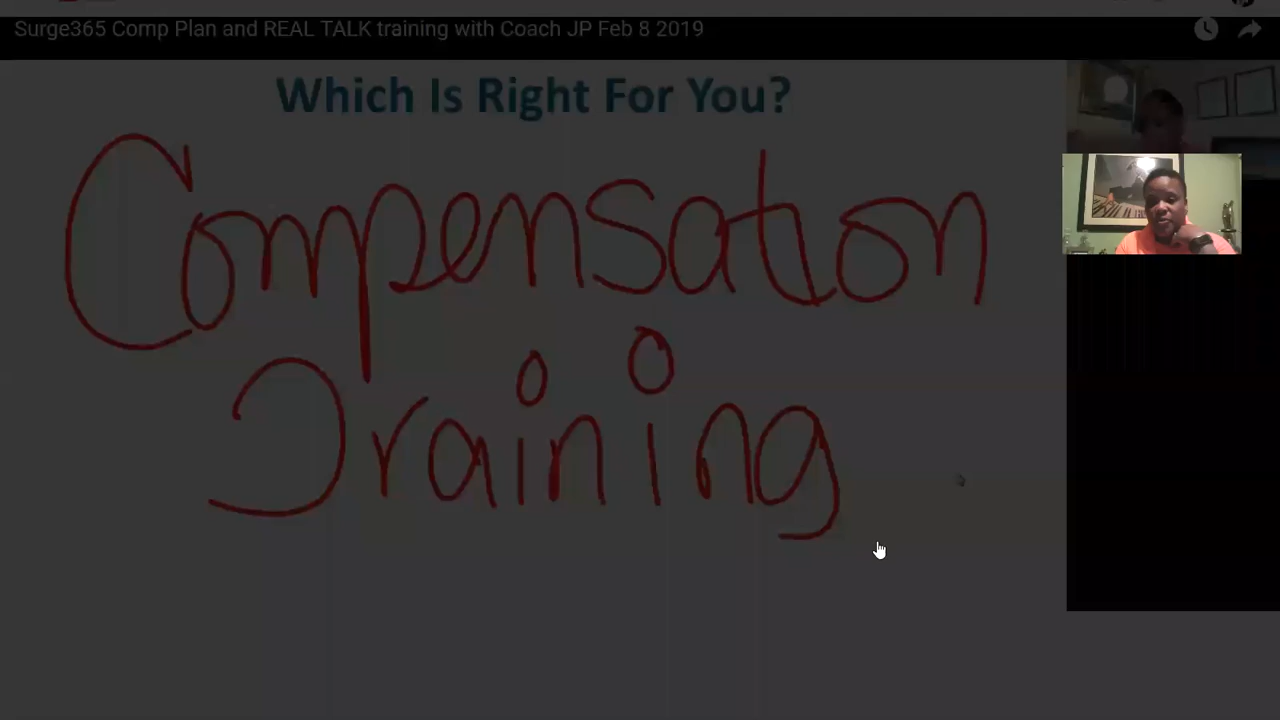 Surge365 Comp Plan and REAL TALK training with Coach JP Feb 8 2019
Which Is Right For You?
Compensation
Training